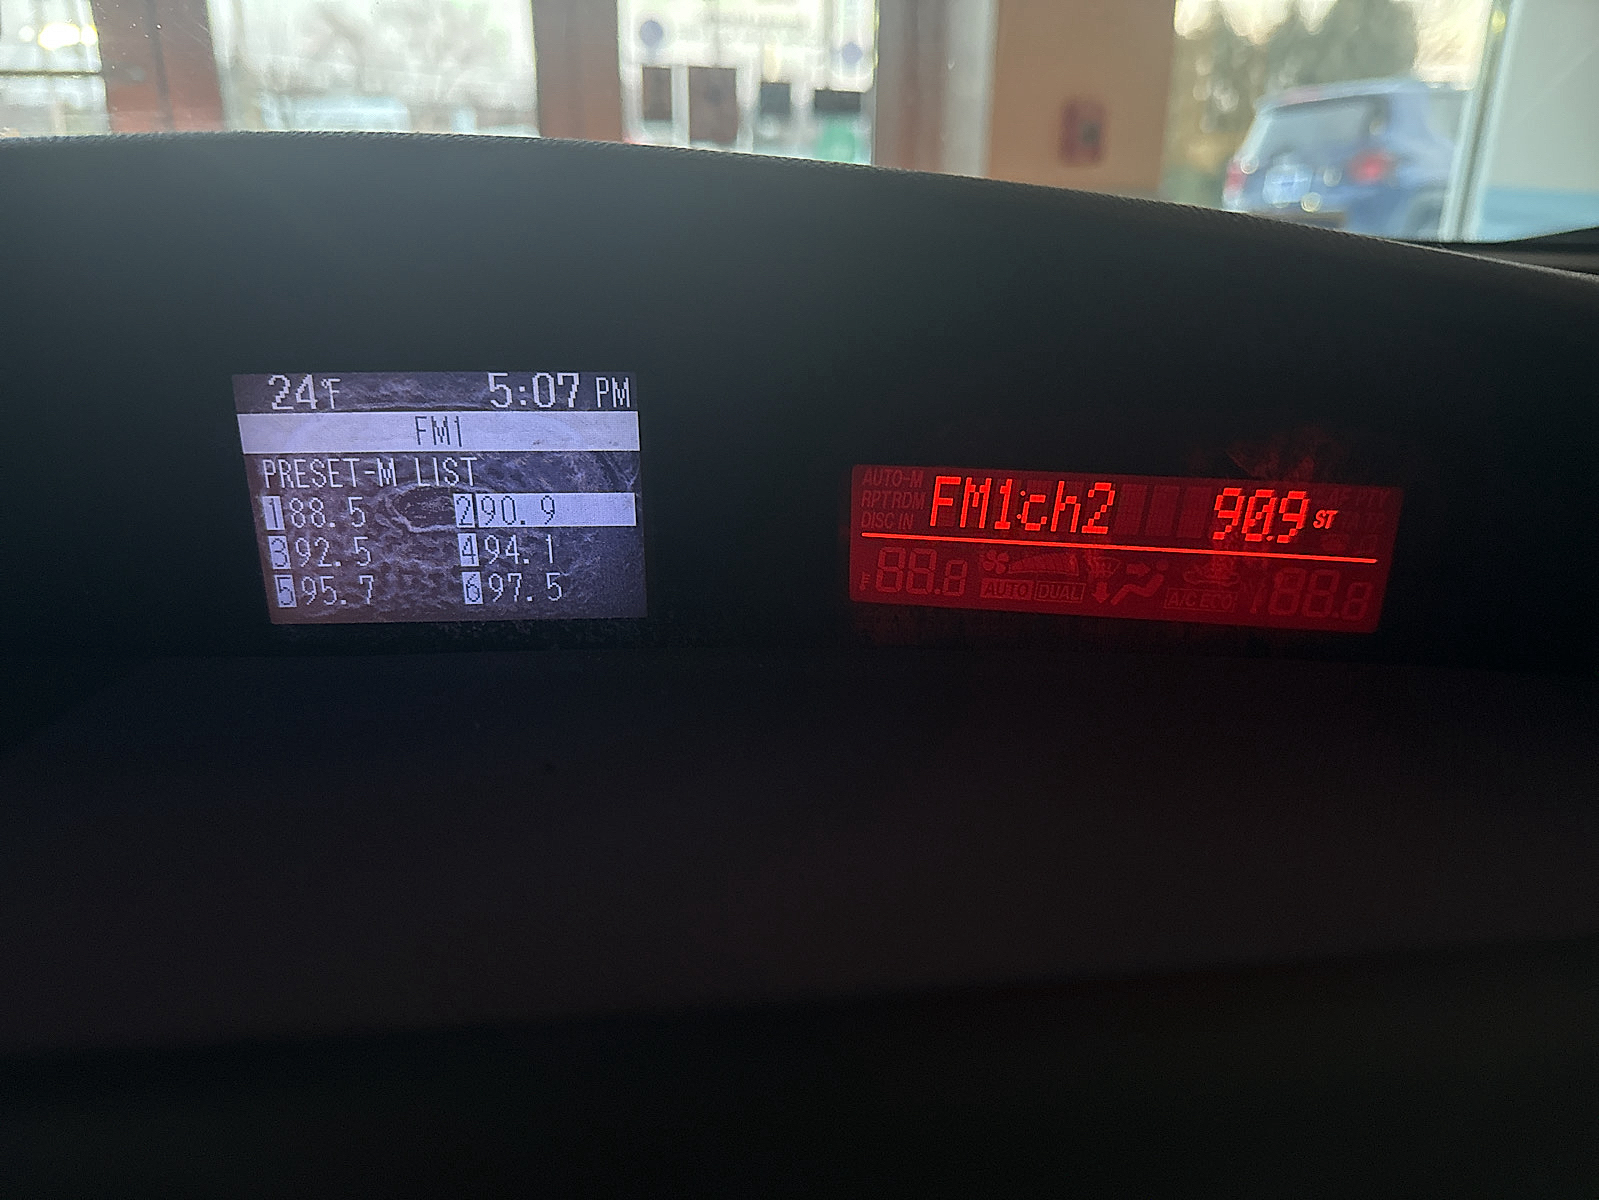 24°F 5:07 PM
FM1
PRESET-M LIST
1 88.5 2 90.9
3 92.5 4 94.1
5 95.7 6 97.5
AUTO-M
RPT RDM
DISC IN
FM1:ch2 90.9 ST
AF PTY
88.8 AUTO DUAL A/C ECO 188.8